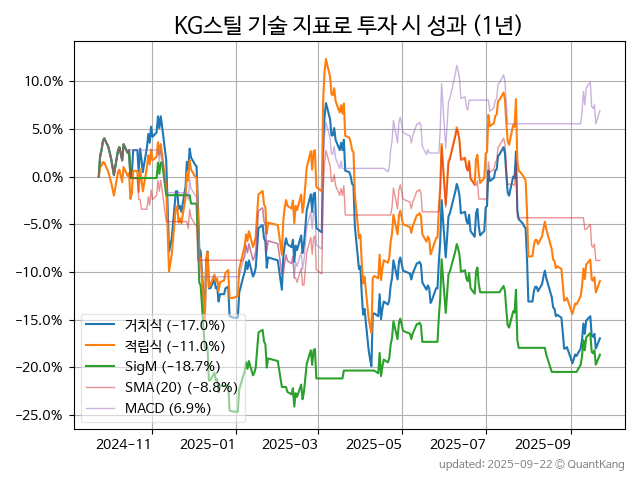 KG스틸 기술 지표로 투자 시 성과 (1년)
10.0%
5.0%
0.0%
−5.0%
−10.0%
−15.0%
−20.0%
−25.0%
거치식 (−17.0%)
적립식 (−11.0%)
SigM (−18.7%)
SMA(20) (−8.8%)
MACD (6.9%)
2024−11
2025−01
2025−03
2025−05
2025−07
2025−09
updated: 2025−09−22 © QuantKang